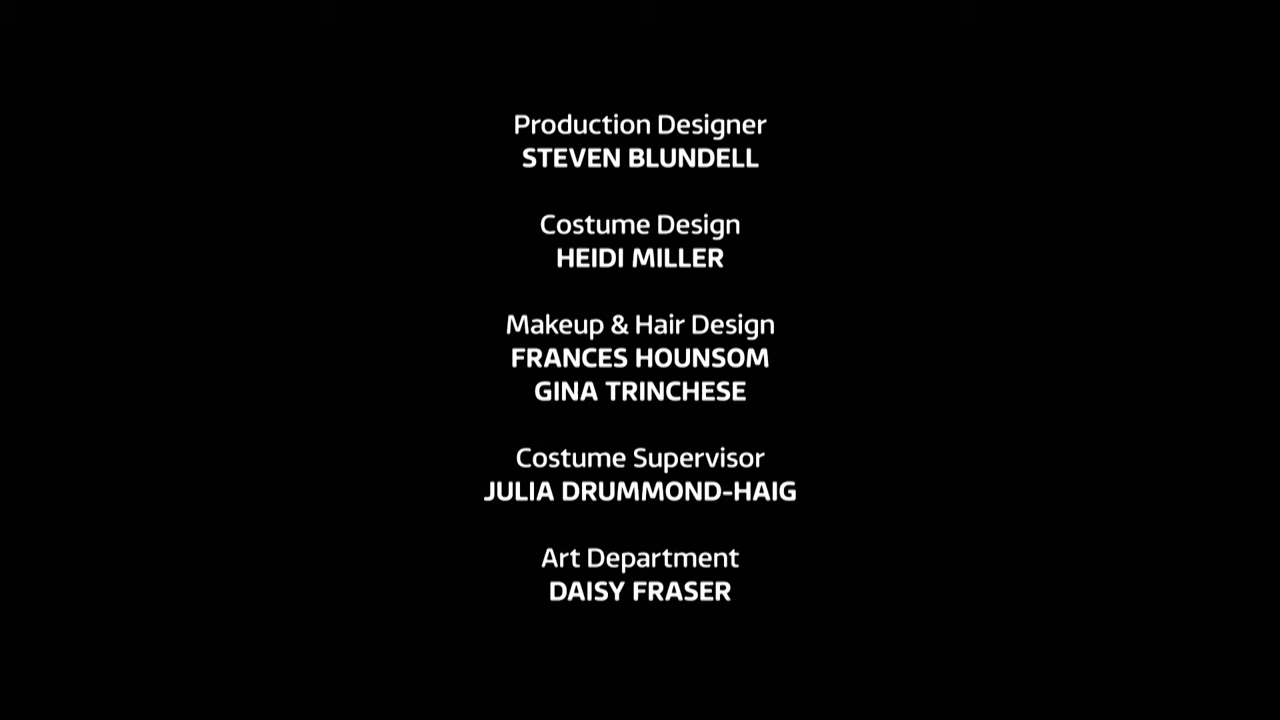 Production Designer
STEVEN BLUNDELL
Costume Design
HEIDI MILLER
Makeup & Hair Design
FRANCES HOUNSOM
GINA TRINCHESE
Costume Supervisor
JULIA DRUMMOND-HAIG
Art Department
DAISY FRASER